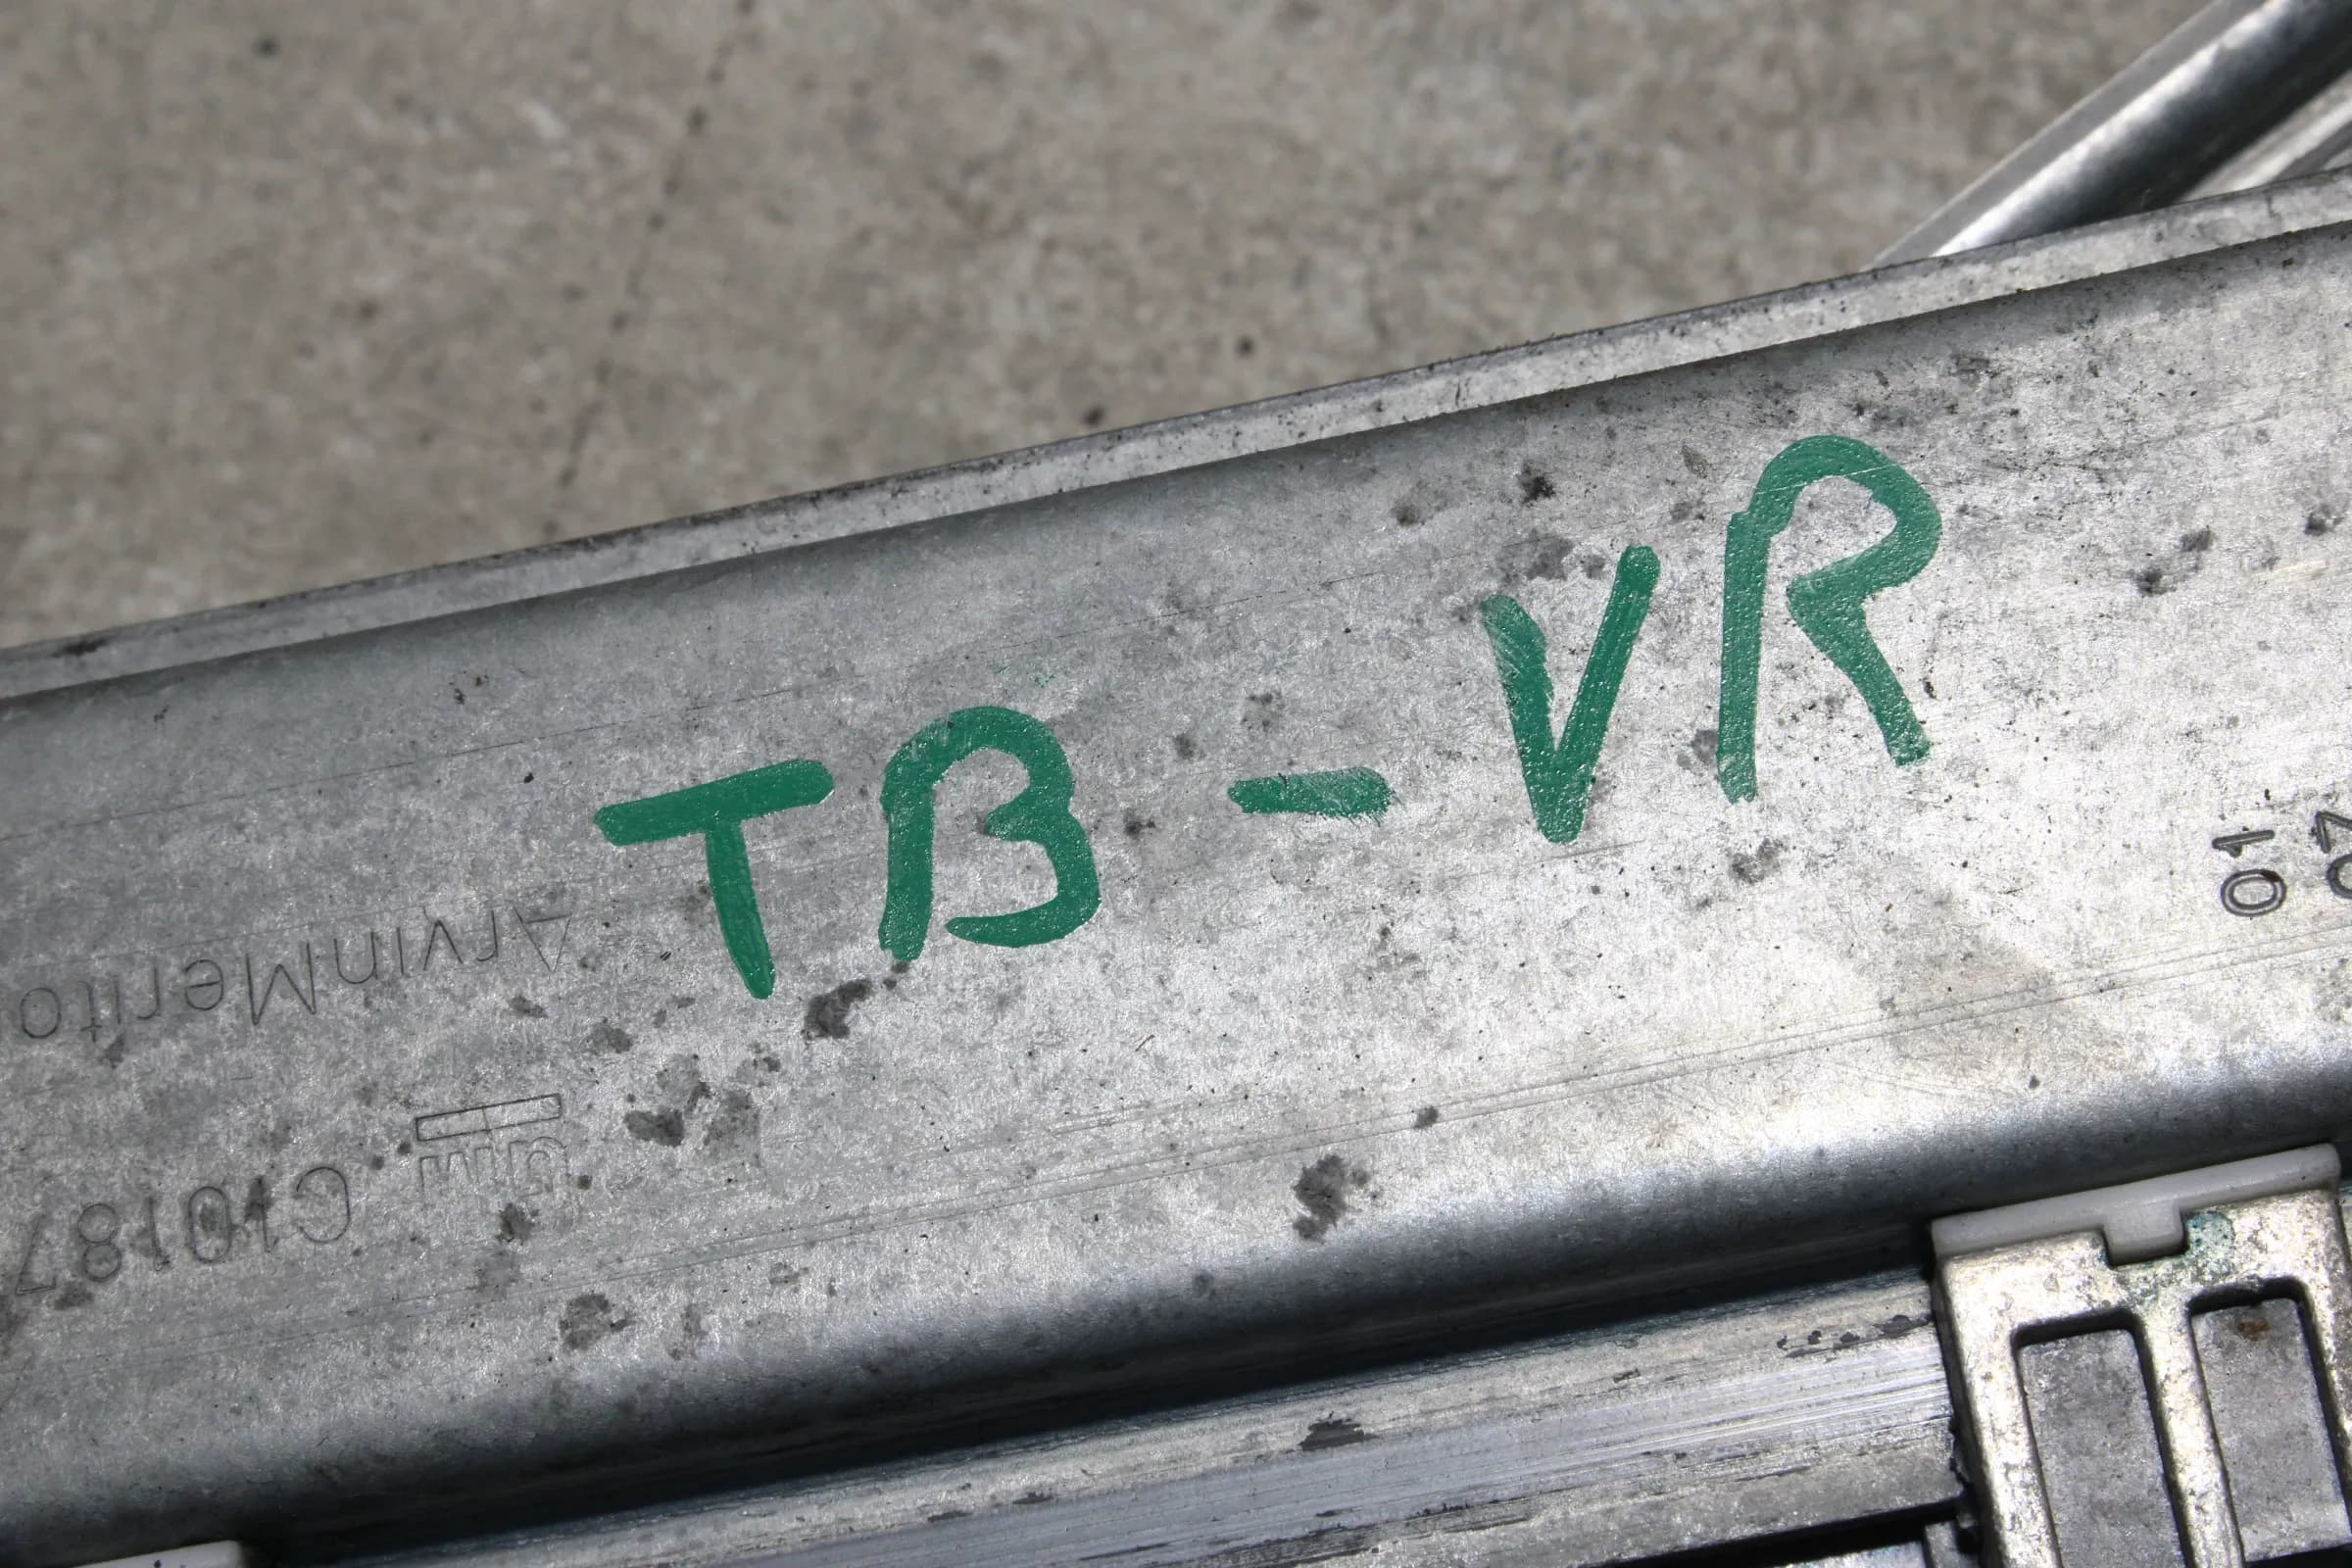 TB - VR
ArvinMerito
C10187
01